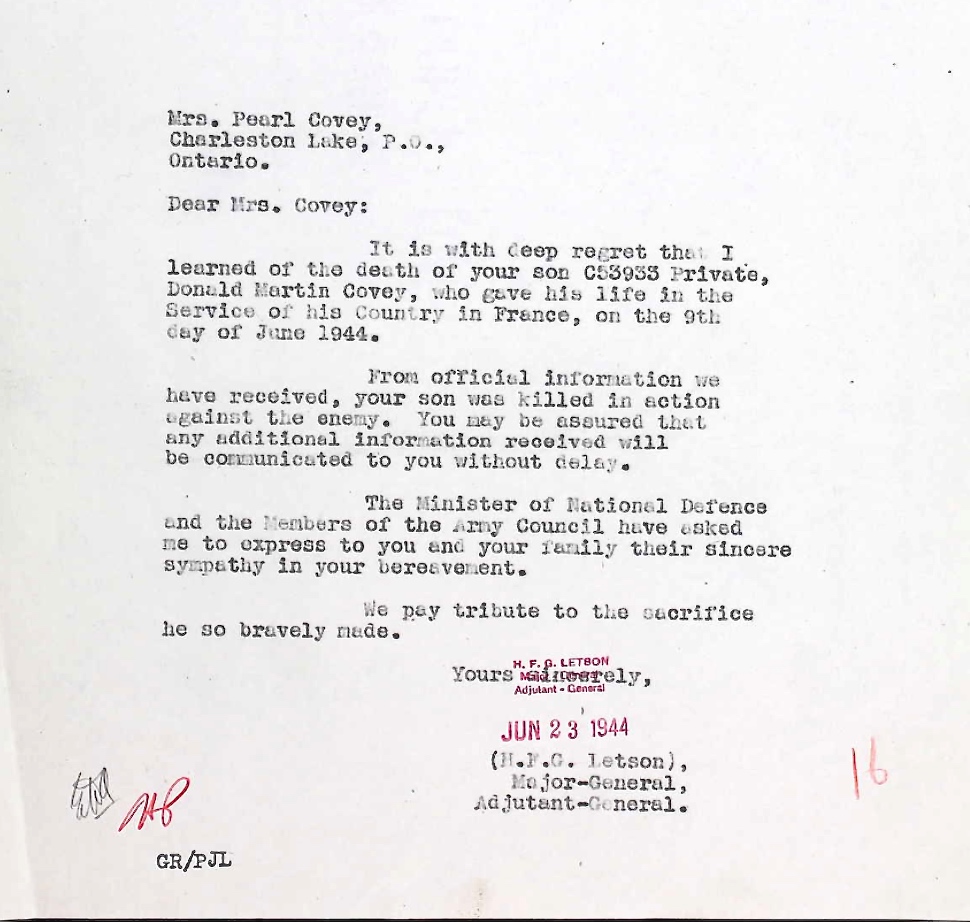 Mrs. Pearl Covey,
Charleston Lake, P.O.,
Ontario.
Dear Mrs. Covey:
It is with deep regret that I
learned of the death of your son C53933 Private,
Donald Martin Covey, who gave his life in the
Service of his Country in France, on the 9th
day of June 1944.
From official information we
have received, your son was killed in action
against the enemy. You may be assured that
any additional information received will
be communicated to you without delay.
The Minister of National Defence
and the Members of the Army Council have asked
me to express to you and your family their sincere
sympathy in your bereavement.
We pay tribute to the sacrifice
he so bravely made.
H. F. G. LETSON
Yours sincerely,
Major-General
Adjutant - General
JUN 23 1944
(H.F.G. Letson),
Major-General,
Adjutant-General.
16
GR/PJL